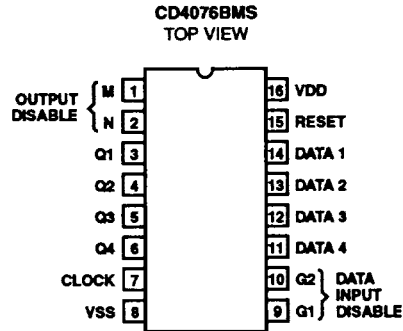 CD4076BMS
TOP VIEW
OUTPUT
DISABLE
M 1
N 2
Q1 3
Q2 4
Q3 5
Q4 6
CLOCK 7
VSS 8
16 VDD
15 RESET
14 DATA 1
13 DATA 2
12 DATA 3
11 DATA 4
10 G2
9 G1
DATA
INPUT
DISABLE